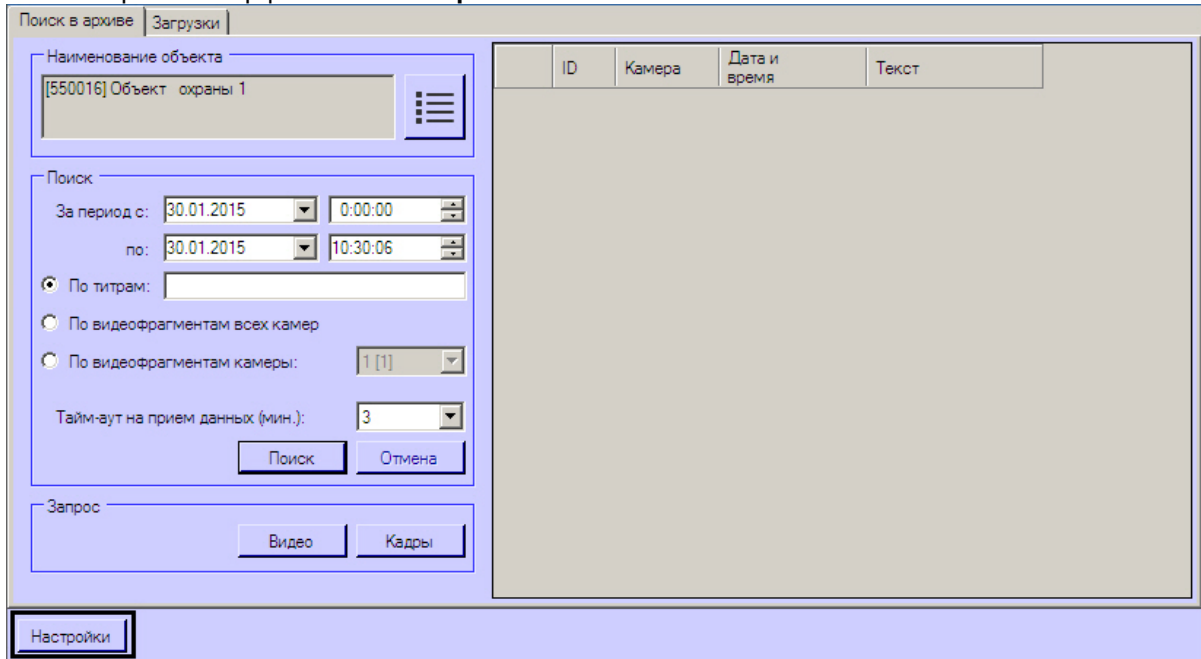 Поиск в архиве Загрузки
Наименование объекта
[550016] Объект охраны 1
ID Камера Дата и время Текст
Поиск
За период с: 30.01.2015 0:00:00
по: 30.01.2015 10:30:06
По титрам:
По видеофрагментам всех камер
По видеофрагментам камеры: 1 [1]
Тайм-аут на прием данных (мин.): 3
Поиск Отмена
Запрос
Видео Кадры
Настройки